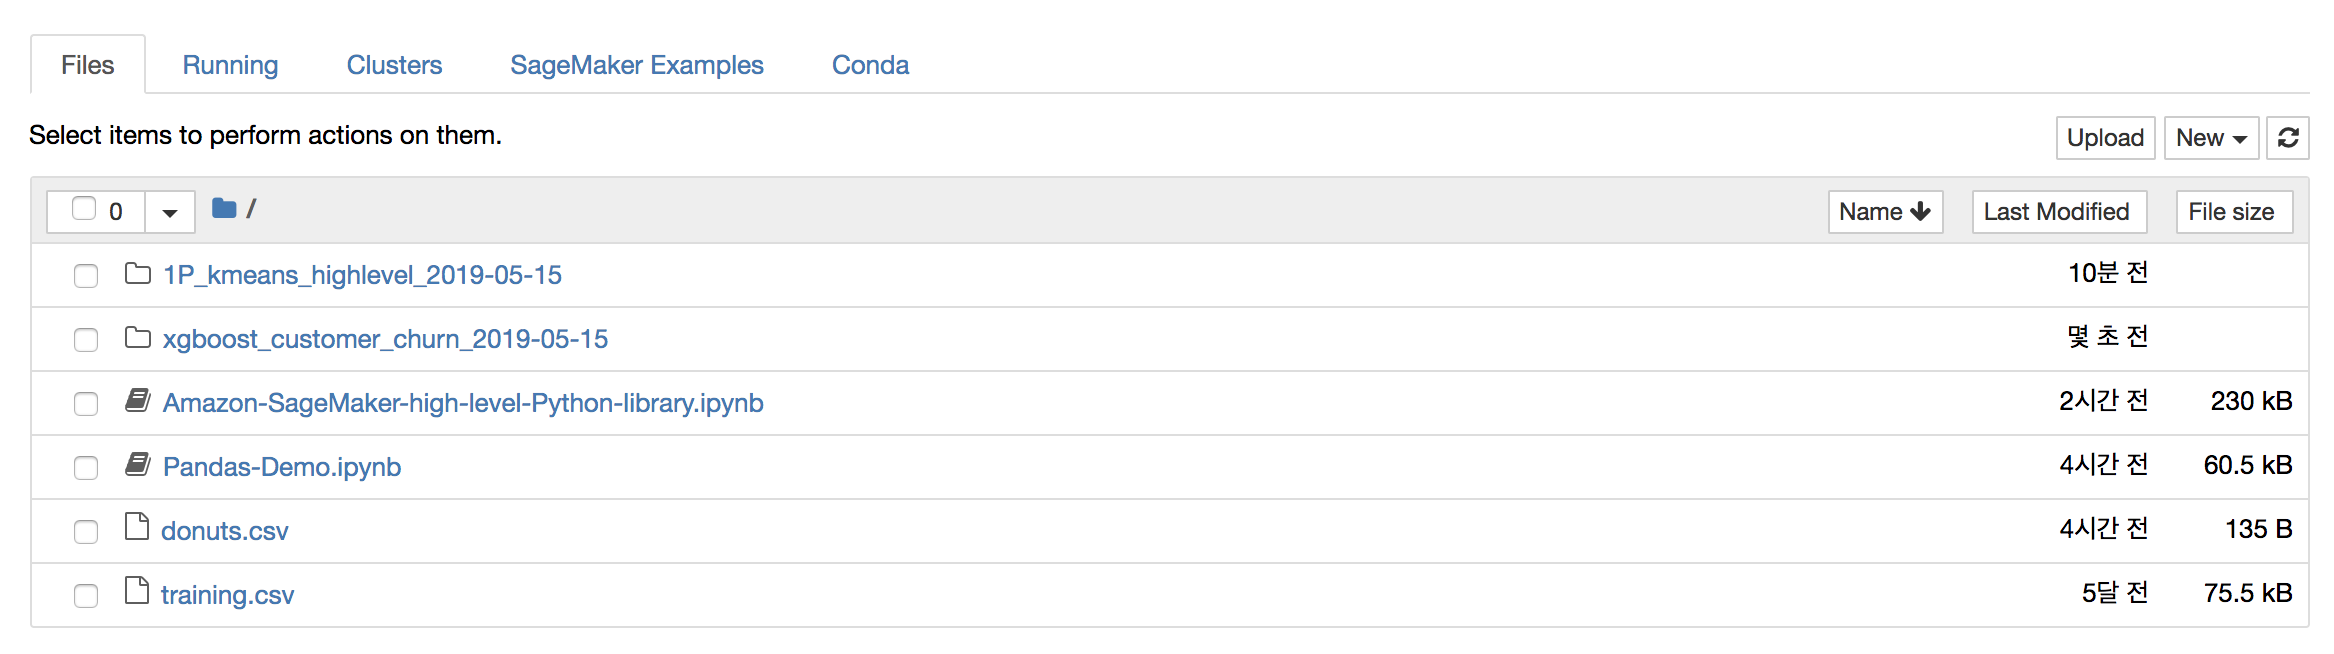 Files Running Clusters SageMaker Examples Conda
Select items to perform actions on them. Upload New
0 / Name Last Modified File size
1P_kmeans_highlevel_2019-05-15 10분 전
xgboost_customer_churn_2019-05-15 몇 초 전
Amazon-SageMaker-high-level-Python-library.ipynb 2시간 전 230 kB
Pandas-Demo.ipynb 4시간 전 60.5 kB
donuts.csv 4시간 전 135 B
training.csv 5달 전 75.5 kB